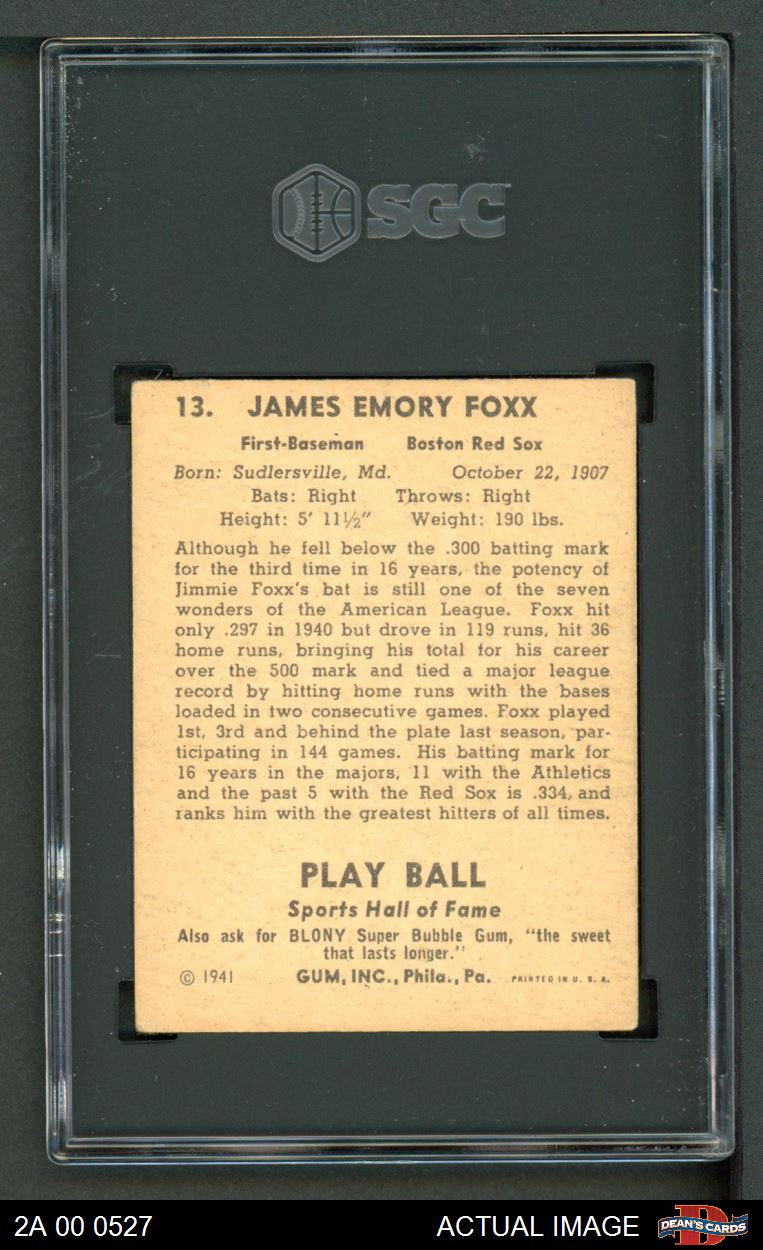 SGC
13. JAMES EMORY FOXX
First-Baseman Boston Red Sox
Born: Sudlersville, Md. October 22, 1907
Bats: Right Throws: Right
Height: 5' 11½" Weight: 190 lbs.
Although he fell below the .300 batting mark
for the third time in 16 years, the potency of
Jimmie Foxx's bat is still one of the seven
wonders of the American League. Foxx hit
only .297 in 1940 but drove in 119 runs, hit 36
home runs, bringing his total for his career
over the 500 mark and tied a major league
record by hitting home runs with the bases
loaded in two consecutive games. Foxx played
1st, 3rd and behind the plate last season, par-
ticipating in 144 games. His batting mark for
16 years in the majors, 11 with the Athletics
and the past 5 with the Red Sox is .334, and
ranks him with the greatest hitters of all times.
PLAY BALL
Sports Hall of Fame
Also ask for BLONY Super Bubble Gum, "the sweet
that lasts longer."
© 1941 GUM, INC., Phila., Pa. PRINTED IN U. S. A.
2A 00 0527 ACTUAL IMAGE DEAN'S CARDS